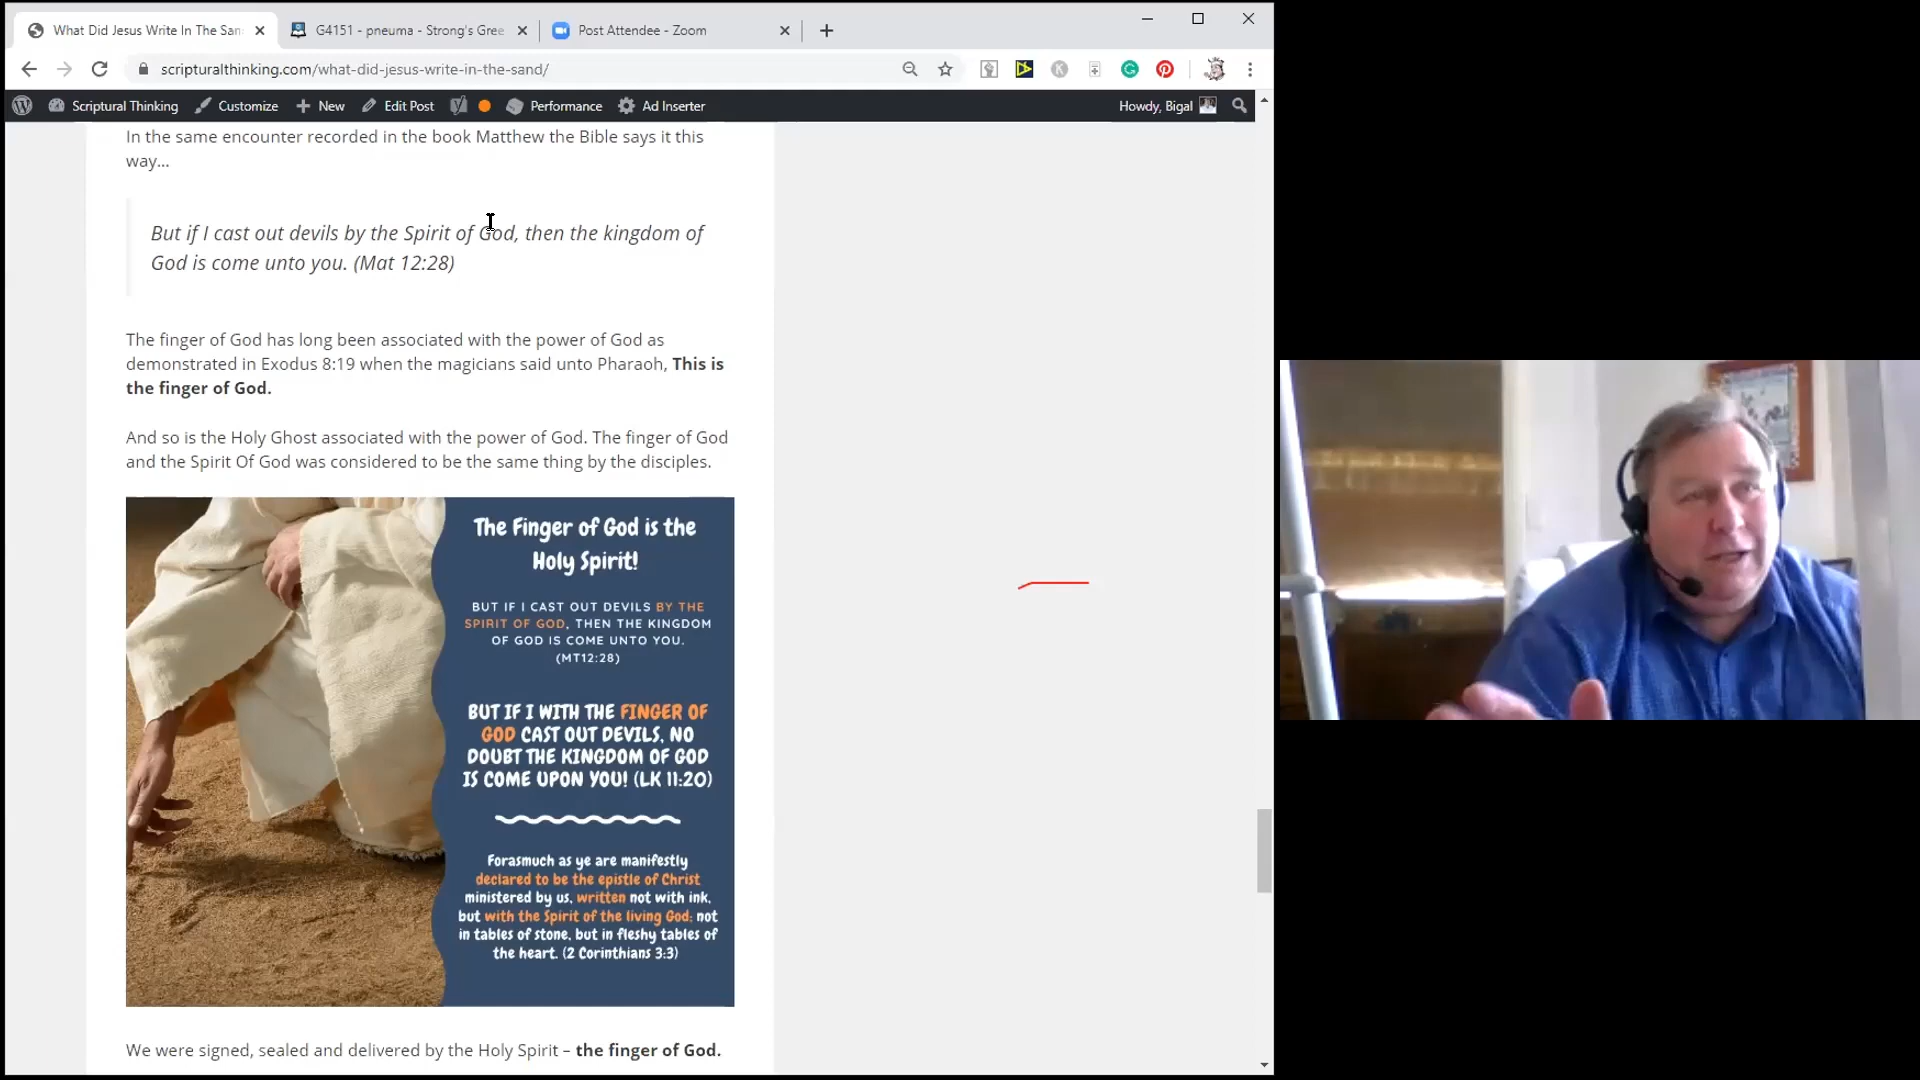 What Did Jesus Write In The San
G4151 - pneuma - Strong's Gree
Post Attendee - Zoom
scripturalthinking.com/what-did-jesus-write-in-the-sand/
Scriptural Thinking
Customize
New
Edit Post
Performance
Ad Inserter
Howdy, Bigal
In the same encounter recorded in the book Matthew the Bible says it this
way...
But if I cast out devils by the Spirit of God, then the kingdom of
God is come unto you. (Mat 12:28)
The finger of God has long been associated with the power of God as
demonstrated in Exodus 8:19 when the magicians said unto Pharaoh, This is
the finger of God.
And so is the Holy Ghost associated with the power of God. The finger of God
and the Spirit Of God was considered to be the same thing by the disciples.
The Finger of God is the
Holy Spirit!
BUT IF I CAST OUT DEVILS BY THE
SPIRIT OF GOD, THEN THE KINGDOM
OF GOD IS COME UNTO YOU.
(MT12:28)
BUT IF I WITH THE FINGER OF
GOD CAST OUT DEVILS, NO
DOUBT THE KINGDOM OF GOD
IS COME UPON YOU! (LK 11:20)
Forasmuch as ye are manifestly
declared to be the epistle of Christ
ministered by us, written not with ink,
but with the Spirit of the living God; not
in tables of stone, but in fleshy tables of
the heart. (2 Corinthians 3:3)
We were signed, sealed and delivered by the Holy Spirit – the finger of God.